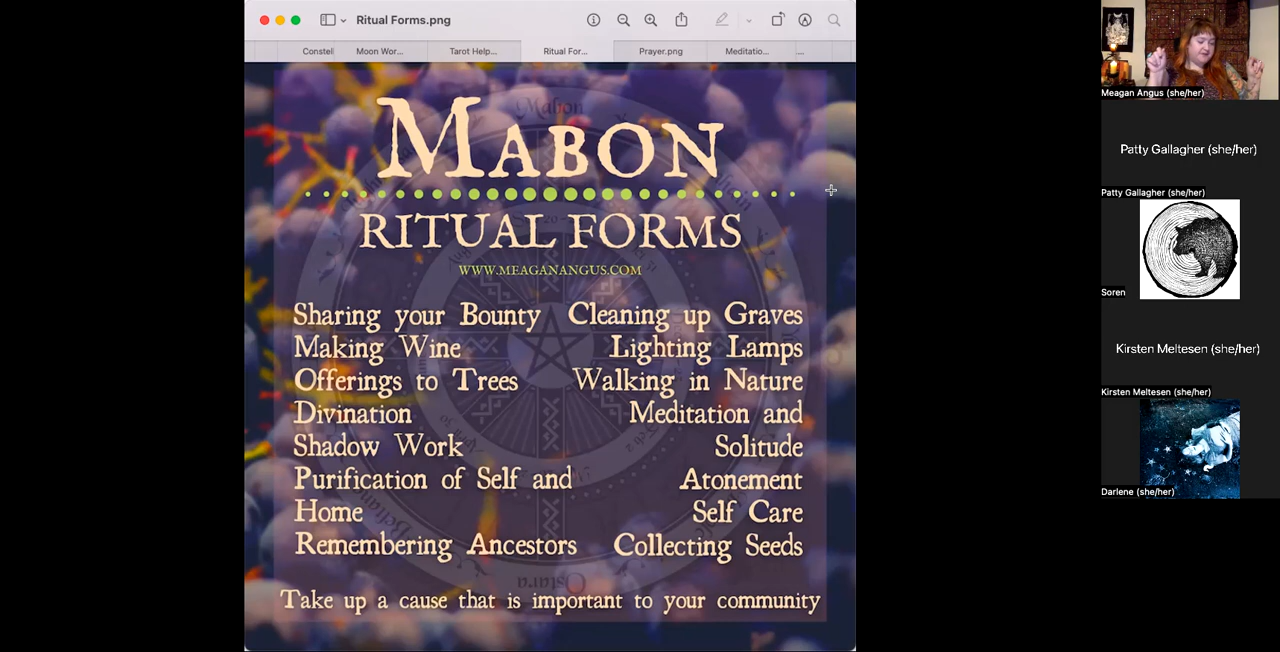 Ritual Forms.png
Constel
Moon Wor...
Tarot Help...
Ritual For...
Prayer.png
Meditatio...
Mabon
MABON
RITUAL FORMS
WWW.MEAGANANGUS.COM
Sharing your Bounty
Making Wine
Offerings to Trees
Divination
Shadow Work
Purification of Self and
Home
Remembering Ancestors
Cleaning up Graves
Lighting Lamps
Walking in Nature
Meditation and
Solitude
Atonement
Self Care
Collecting Seeds
Ostara
Take up a cause that is important to your community
Meagan Angus (she/her)
Patty Gallagher (she/her)
Patty Gallagher (she/her)
Soren
Kirsten Meltesen (she/her)
Kirsten Meltesen (she/her)
Darlene (she/her)